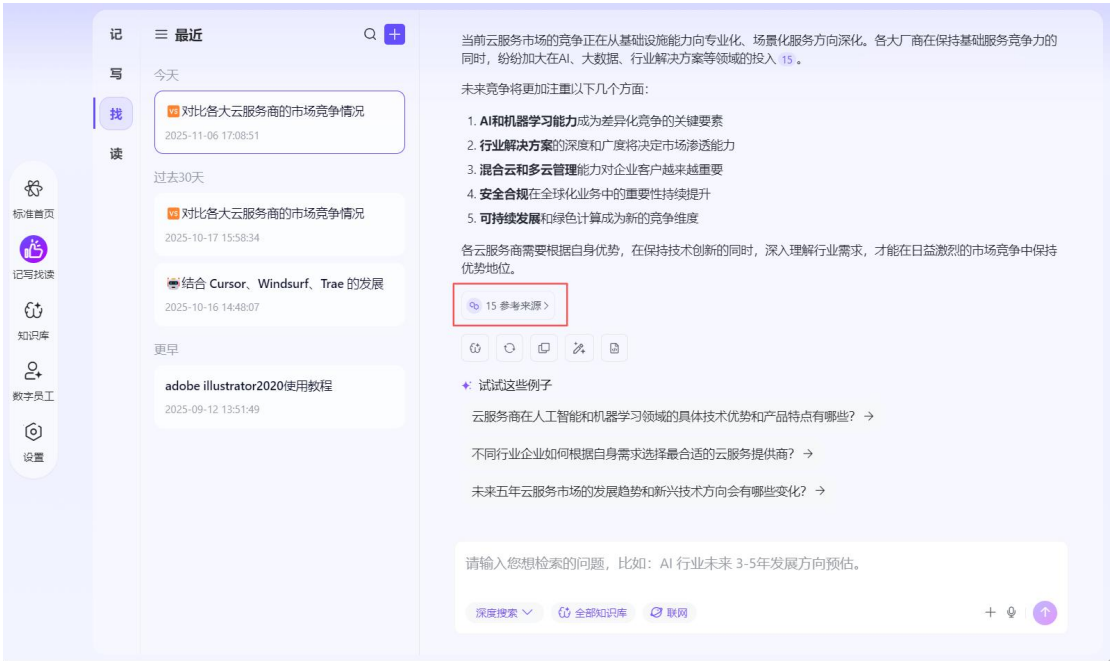 标准首页
记写找读
知识库
数字员工
设置
记
写
找
读
最近
今天
VS 对比各大云服务商的市场竞争情况
2025-11-06 17:08:51
过去30天
VS 对比各大云服务商的市场竞争情况
2025-10-17 15:58:34
结合 Cursor、Windsurf、Trae 的发展
2025-10-16 14:48:07
更早
adobe illustrator2020使用教程
2025-09-12 13:51:49
当前云服务市场的竞争正在从基础设施能力向专业化、场景化服务方向深化。各大厂商在保持基础服务竞争力的
同时，纷纷加大在AI、大数据、行业解决方案等领域的投入 15 。
未来竞争将更加注重以下几个方面：
1. AI和机器学习能力成为差异化竞争的关键要素
2. 行业解决方案的深度和广度将决定市场渗透能力
3. 混合云和多云管理能力对企业客户越来越重要
4. 安全合规在全球化业务中的重要性持续提升
5. 可持续发展和绿色计算成为新的竞争维度
各云服务商需要根据自身优势，在保持技术创新的同时，深入理解行业需求，才能在日益激烈的市场竞争中保持
优势地位。
15 参考来源
试试这些例子
云服务商在人工智能和机器学习领域的具体技术优势和产品特点有哪些？ →
不同行业企业如何根据自身需求选择最合适的云服务提供商？ →
未来五年云服务市场的发展趋势和新兴技术方向会有哪些变化？ →
请输入您想检索的问题，比如：AI 行业未来 3-5年发展方向预估。
深度搜索
全部知识库
联网